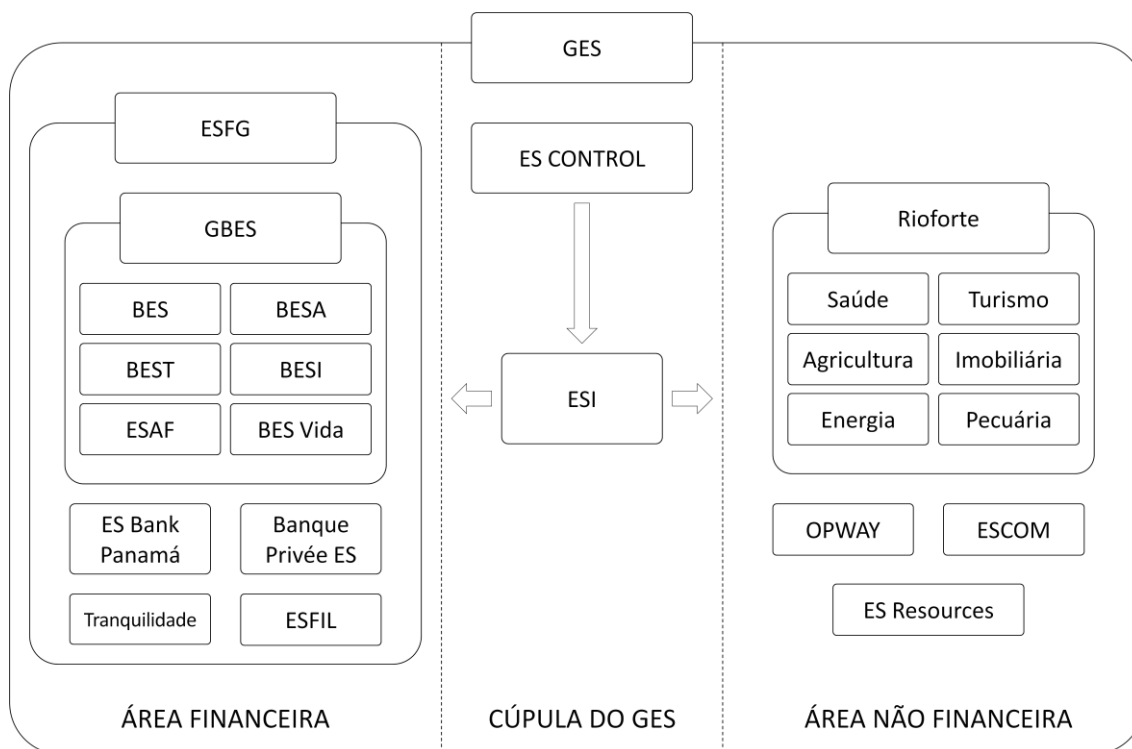 GES
ESFG
ES CONTROL
GBES
Rioforte
BES
BESA
Saúde
Turismo
BEST
BESI
ESI
Agricultura
Imobiliária
ESAF
BES Vida
Energia
Pecuária
ES Bank
Panamá
Banque
Privée ES
OPWAY
ESCOM
Tranquilidade
ESFIL
ES Resources
ÁREA FINANCEIRA
CÚPULA DO GES
ÁREA NÃO FINANCEIRA